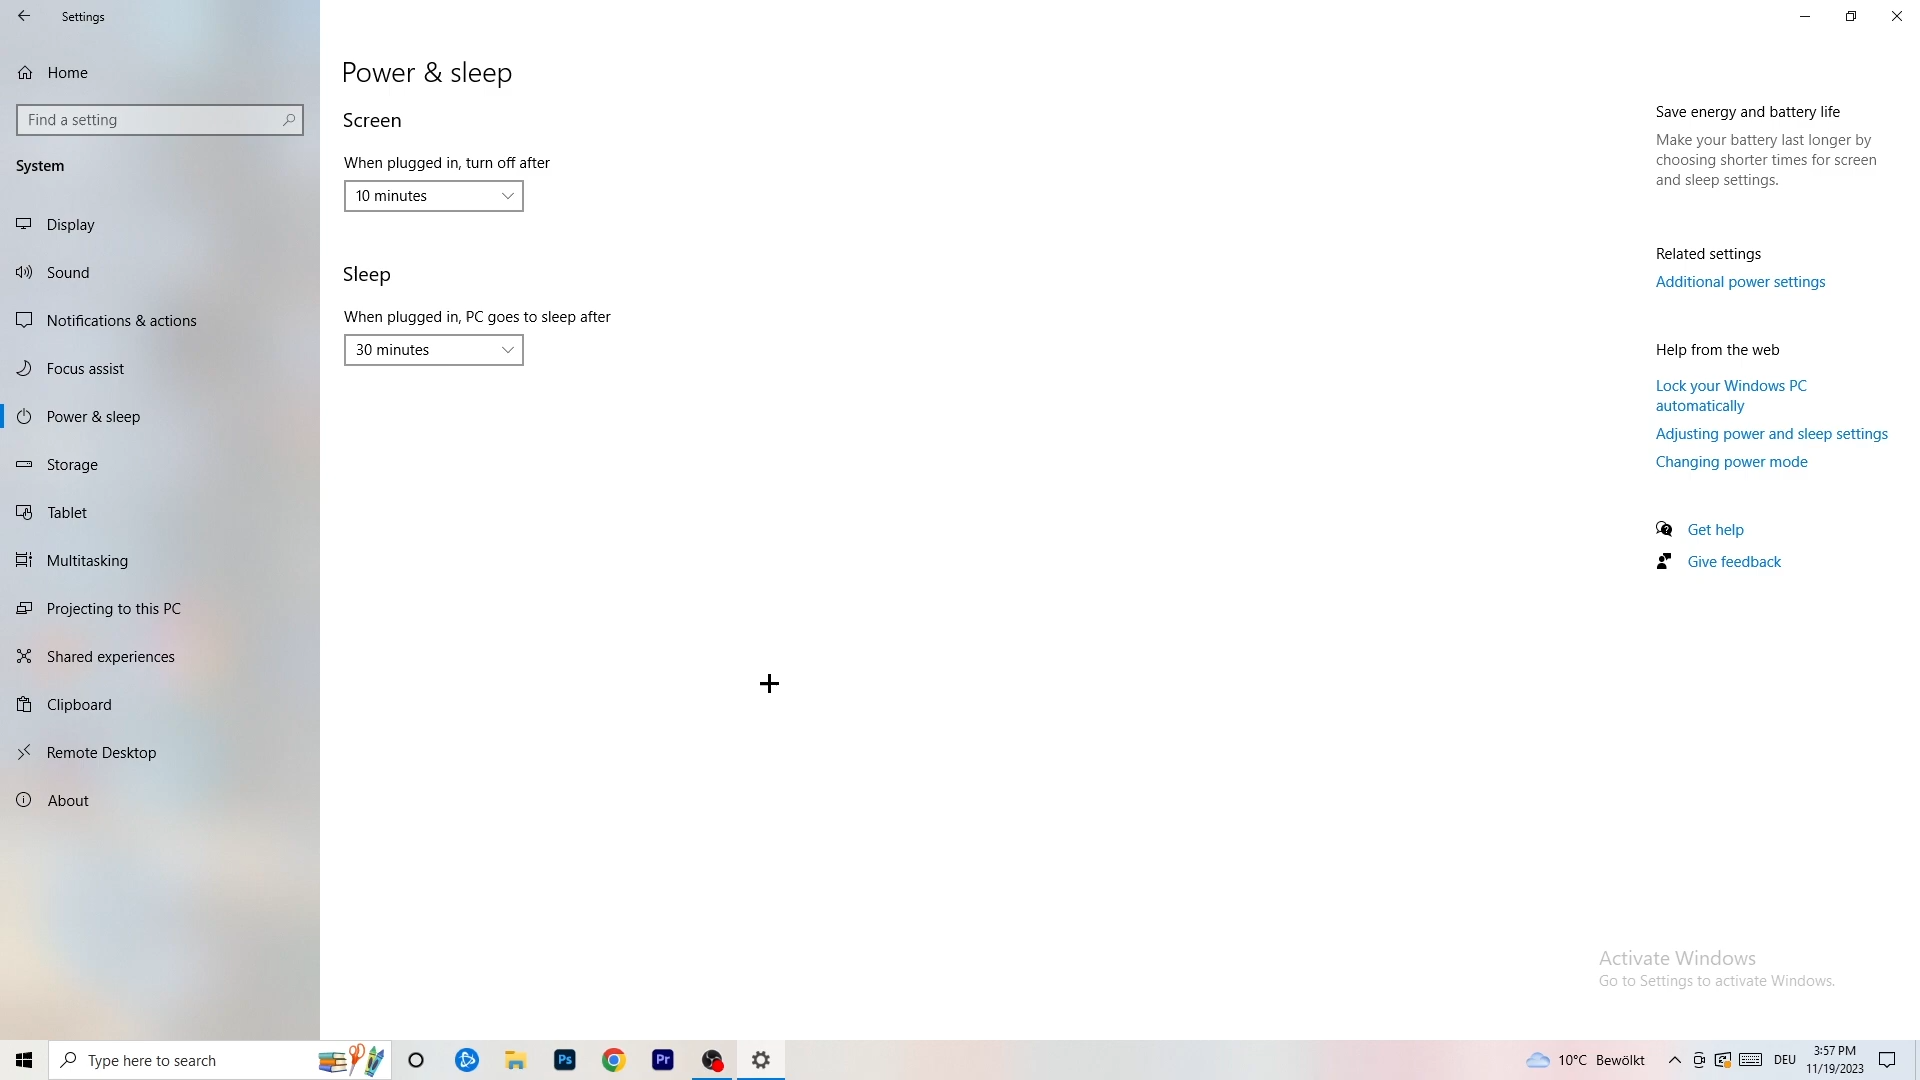 Settings
Home
Find a setting
System
Display
Sound
Notifications & actions
Focus assist
Power & sleep
Storage
Tablet
Multitasking
Projecting to this PC
Shared experiences
Clipboard
Remote Desktop
About
Power & sleep
Screen
When plugged in, turn off after
10 minutes
Sleep
When plugged in, PC goes to sleep after
30 minutes
Save energy and battery life
Make your battery last longer by
choosing shorter times for screen
and sleep settings.
Related settings
Additional power settings
Help from the web
Lock your Windows PC
automatically
Adjusting power and sleep settings
Changing power mode
Get help
Give feedback
Activate Windows
Go to Settings to activate Windows.
Type here to search
Ps
Pr
10°C Bewölkt
DEU
3:57 PM
11/19/2023